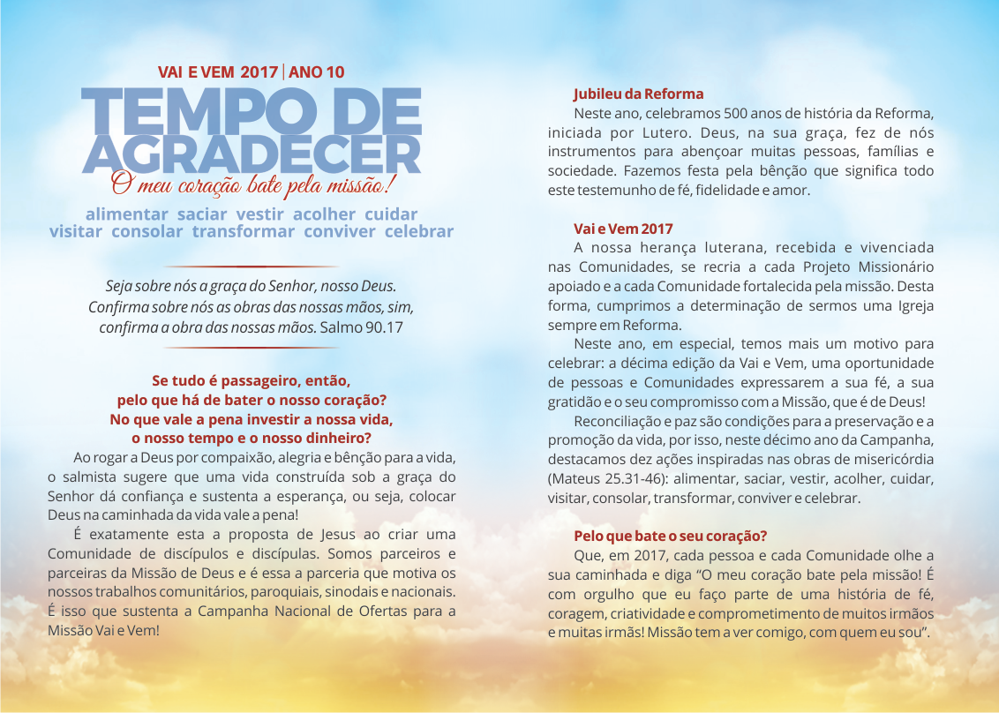 VAI E VEM 2017 | ANO 10
TEMPO DE
AGRADECER
O meu coração bate pela missão!
alimentar saciar vestir acolher cuidar
visitar consolar transformar conviver celebrar
Seja sobre nós a graça do Senhor, nosso Deus.
Confirma sobre nós as obras das nossas mãos, sim,
confirma a obra das nossas mãos. Salmo 90.17
Se tudo é passageiro, então,
pelo que há de bater o nosso coração?
No que vale a pena investir a nossa vida,
o nosso tempo e o nosso dinheiro?
Ao rogar a Deus por compaixão, alegria e bênção para a vida,
o salmista sugere que uma vida construída sob a graça do
Senhor dá confiança e sustenta a esperança, ou seja, colocar
Deus na caminhada da vida vale a pena!
É exatamente esta a proposta de Jesus ao criar uma
Comunidade de discípulos e discípulas. Somos parceiros e
parceiras da Missão de Deus e é essa a parceria que motiva os
nossos trabalhos comunitários, paroquiais, sinodais e nacionais.
É isso que sustenta a Campanha Nacional de Ofertas para a
Missão Vai e Vem!
Jubileu da Reforma
Neste ano, celebramos 500 anos de história da Reforma,
iniciada por Lutero. Deus, na sua graça, fez de nós
instrumentos para abençoar muitas pessoas, famílias e
sociedade. Fazemos festa pela bênção que significa todo
este testemunho de fé, fidelidade e amor.
Vai e Vem 2017
A nossa herança luterana, recebida e vivenciada
nas Comunidades, se recria a cada Projeto Missionário
apoiado e a cada Comunidade fortalecida pela missão. Desta
forma, cumprimos a determinação de sermos uma Igreja
sempre em Reforma.
Neste ano, em especial, temos mais um motivo para
celebrar: a décima edição da Vai e Vem, uma oportunidade
de pessoas e Comunidades expressarem a sua fé, a sua
gratidão e o seu compromisso com a Missão, que é de Deus!
Reconciliação e paz são condições para a preservação e a
promoção da vida, por isso, neste décimo ano da Campanha,
destacamos dez ações inspiradas nas obras de misericórdia
(Mateus 25.31-46): alimentar, saciar, vestir, acolher, cuidar,
visitar, consolar, transformar, conviver e celebrar.
Pelo que bate o seu coração?
Que, em 2017, cada pessoa e cada Comunidade olhe a
sua caminhada e diga “O meu coração bate pela missão! É
com orgulho que eu faço parte de uma história de fé,
coragem, criatividade e comprometimento de muitos irmãos
e muitas irmãs! Missão tem a ver comigo, com quem eu sou”.